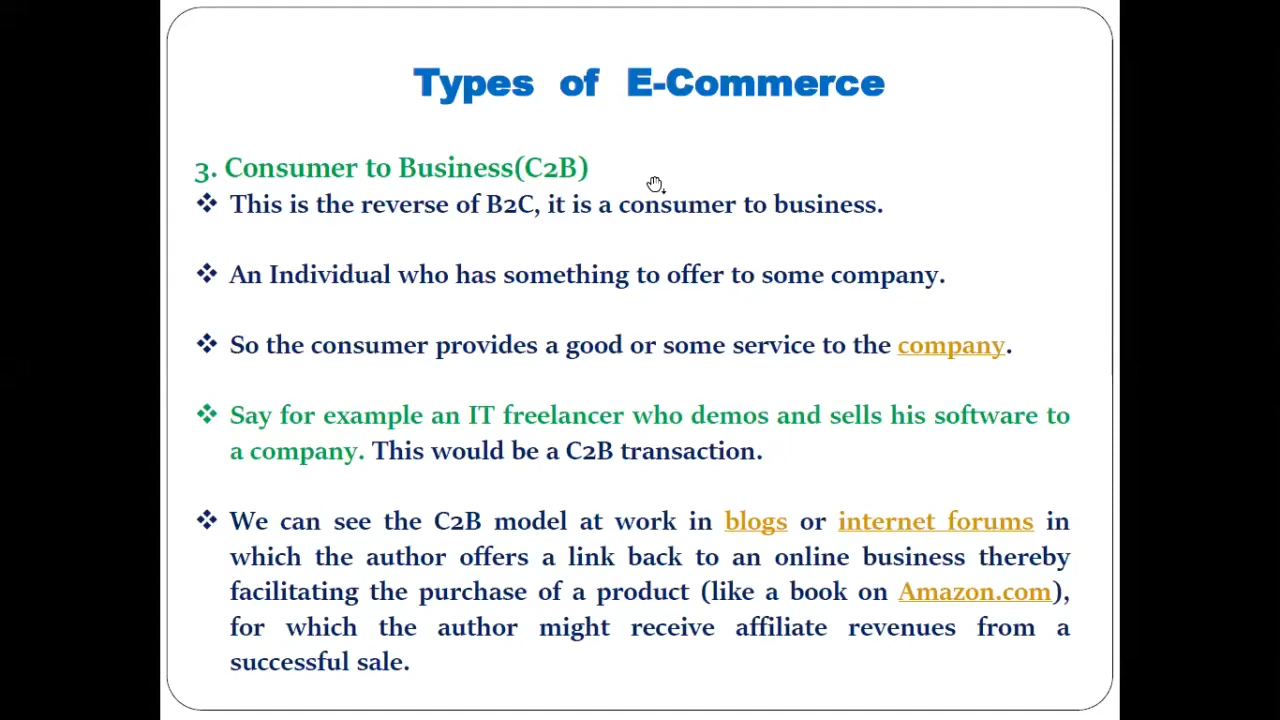 Types of E-Commerce
3. Consumer to Business(C2B)
❖ This is the reverse of B2C, it is a consumer to business.
❖ An Individual who has something to offer to some company.
❖ So the consumer provides a good or some service to the company.
❖ Say for example an IT freelancer who demos and sells his software to
a company. This would be a C2B transaction.
❖ We can see the C2B model at work in blogs or internet forums in
which the author offers a link back to an online business thereby
facilitating the purchase of a product (like a book on Amazon.com),
for which the author might receive affiliate revenues from a
successful sale.